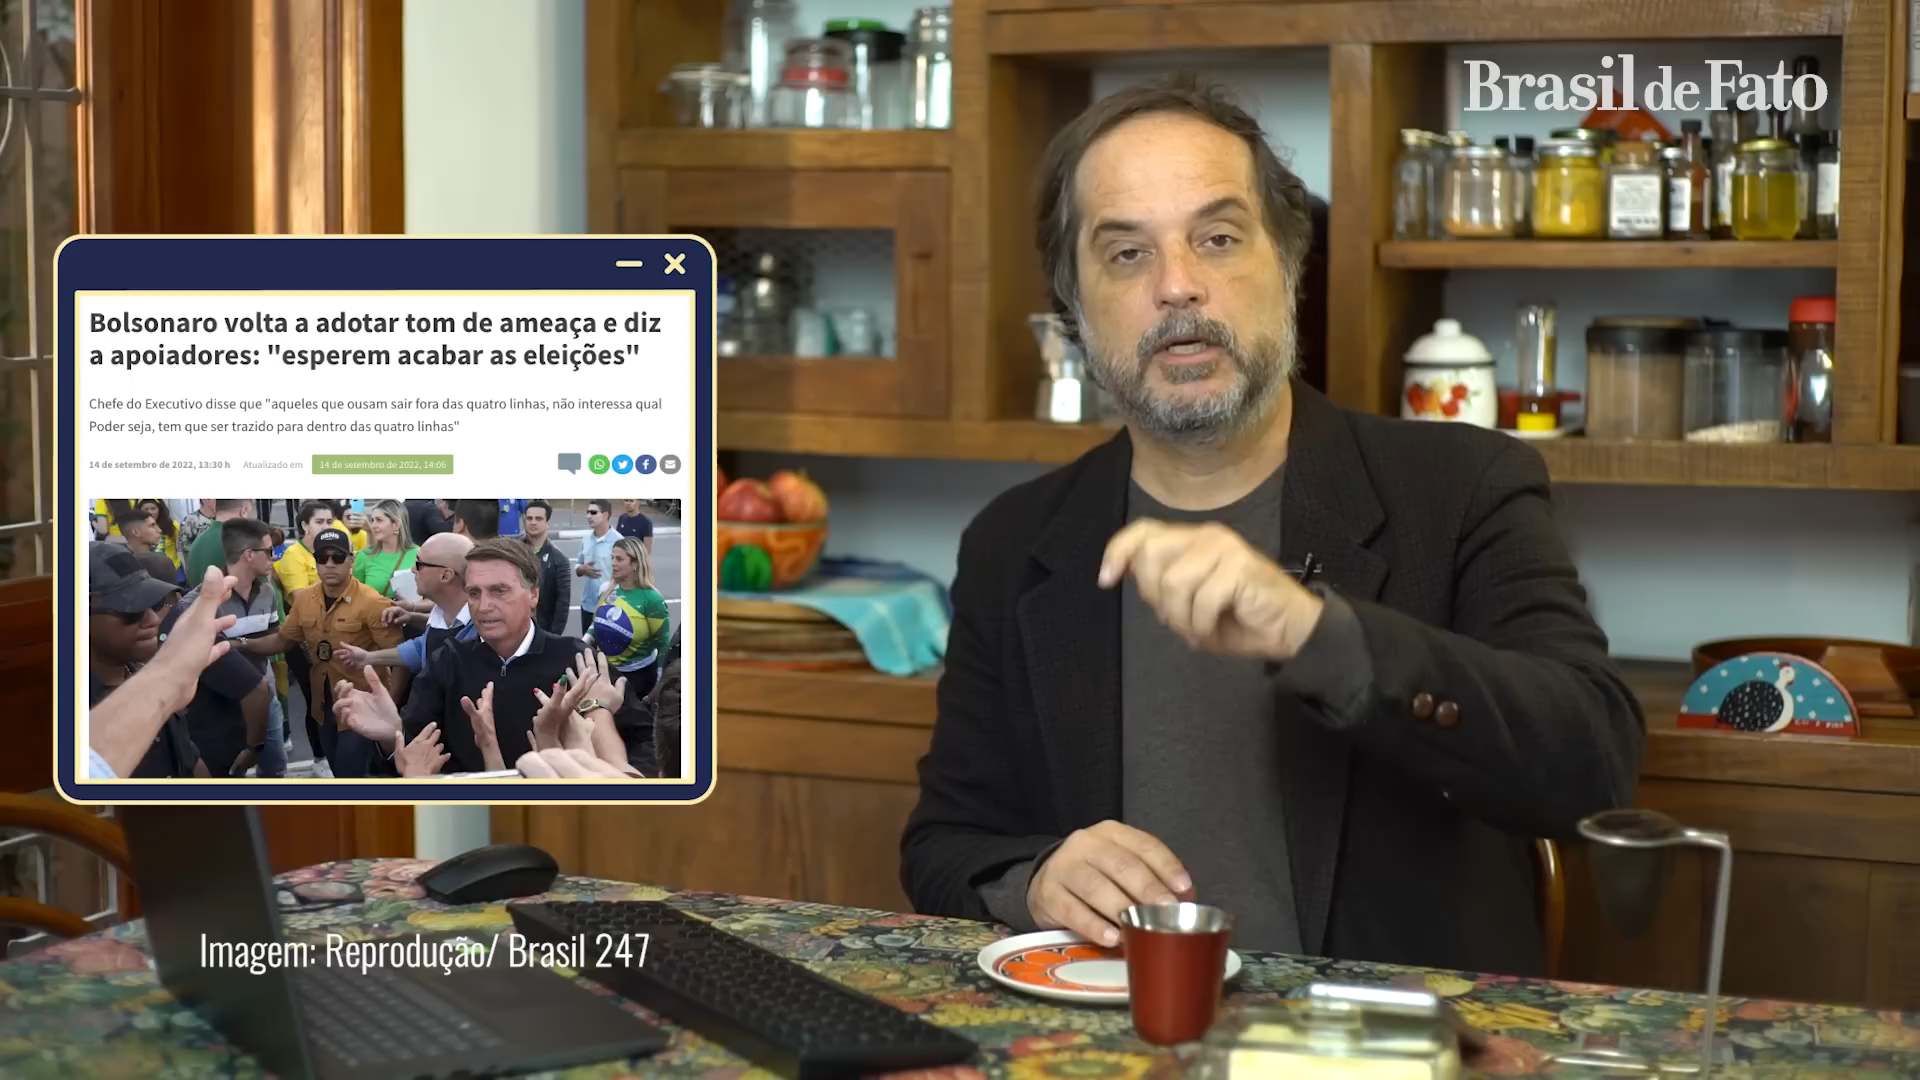 Brasil de Fato
Bolsonaro volta a adotar tom de ameaça e diz
a apoiadores: "esperem acabar as eleições"
Chefe do Executivo disse que "aqueles que ousam sair fora das quatro linhas, não interessa qual
Poder seja, tem que ser trazido para dentro das quatro linhas"
14 de setembro de 2022, 13:30 h Atualizado em 14 de setembro de 2022, 14:06
Imagem: Reprodução/ Brasil 247